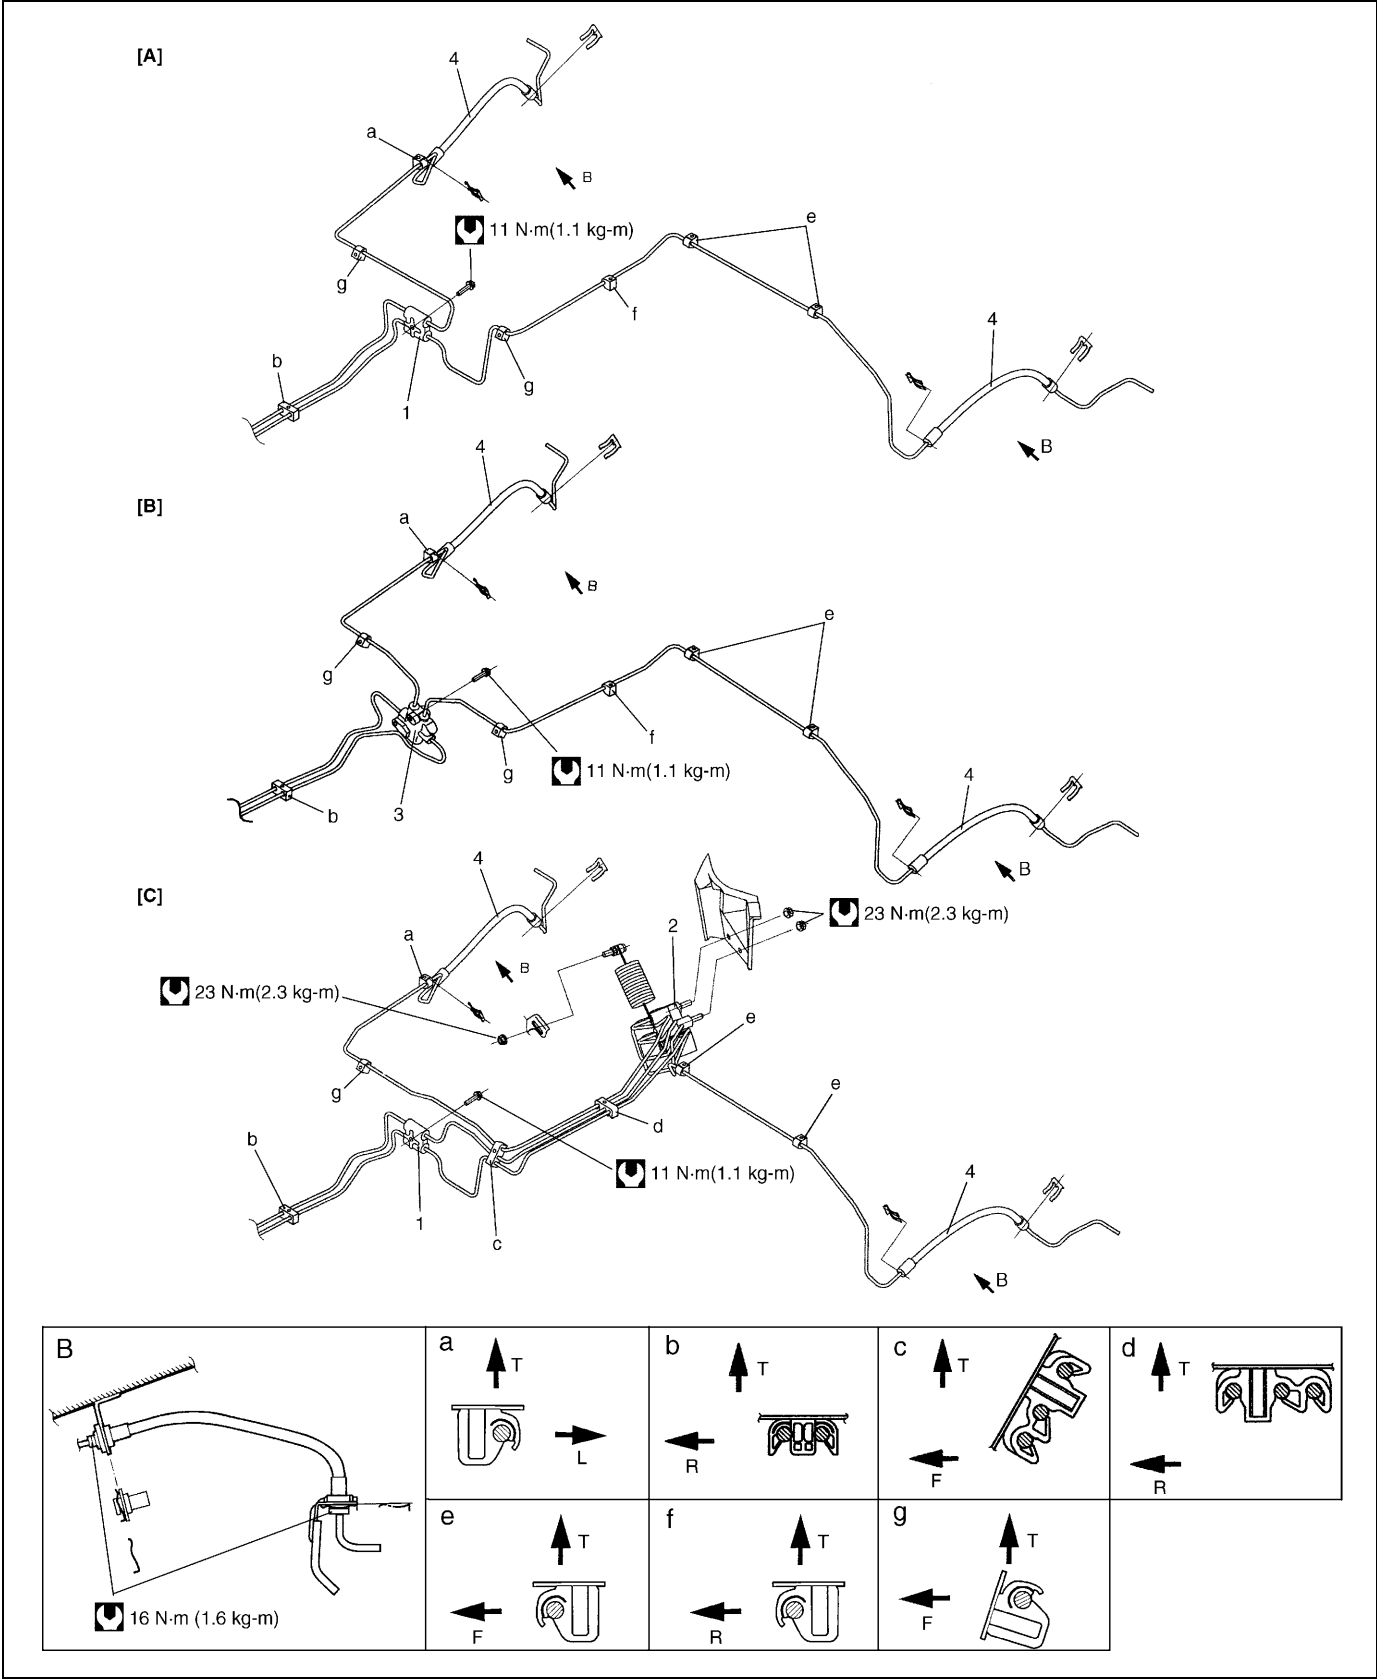 [A]
4
a
B
11 N·m(1.1 kg-m)
e
g
f
4
b
g
1
B
4
[B]
a
B
e
g
f
g
11 N·m(1.1 kg-m)
4
b
3
B
4
[C]
23 N·m(2.3 kg-m)
2
a
B
23 N·m(2.3 kg-m)
e
e
g
d
b
11 N·m(1.1 kg-m)
4
1
c
B
B
16 N·m (1.6 kg-m)
a
T
L
b
T
R
c
T
F
d
T
R
e
T
F
f
T
R
g
T
F